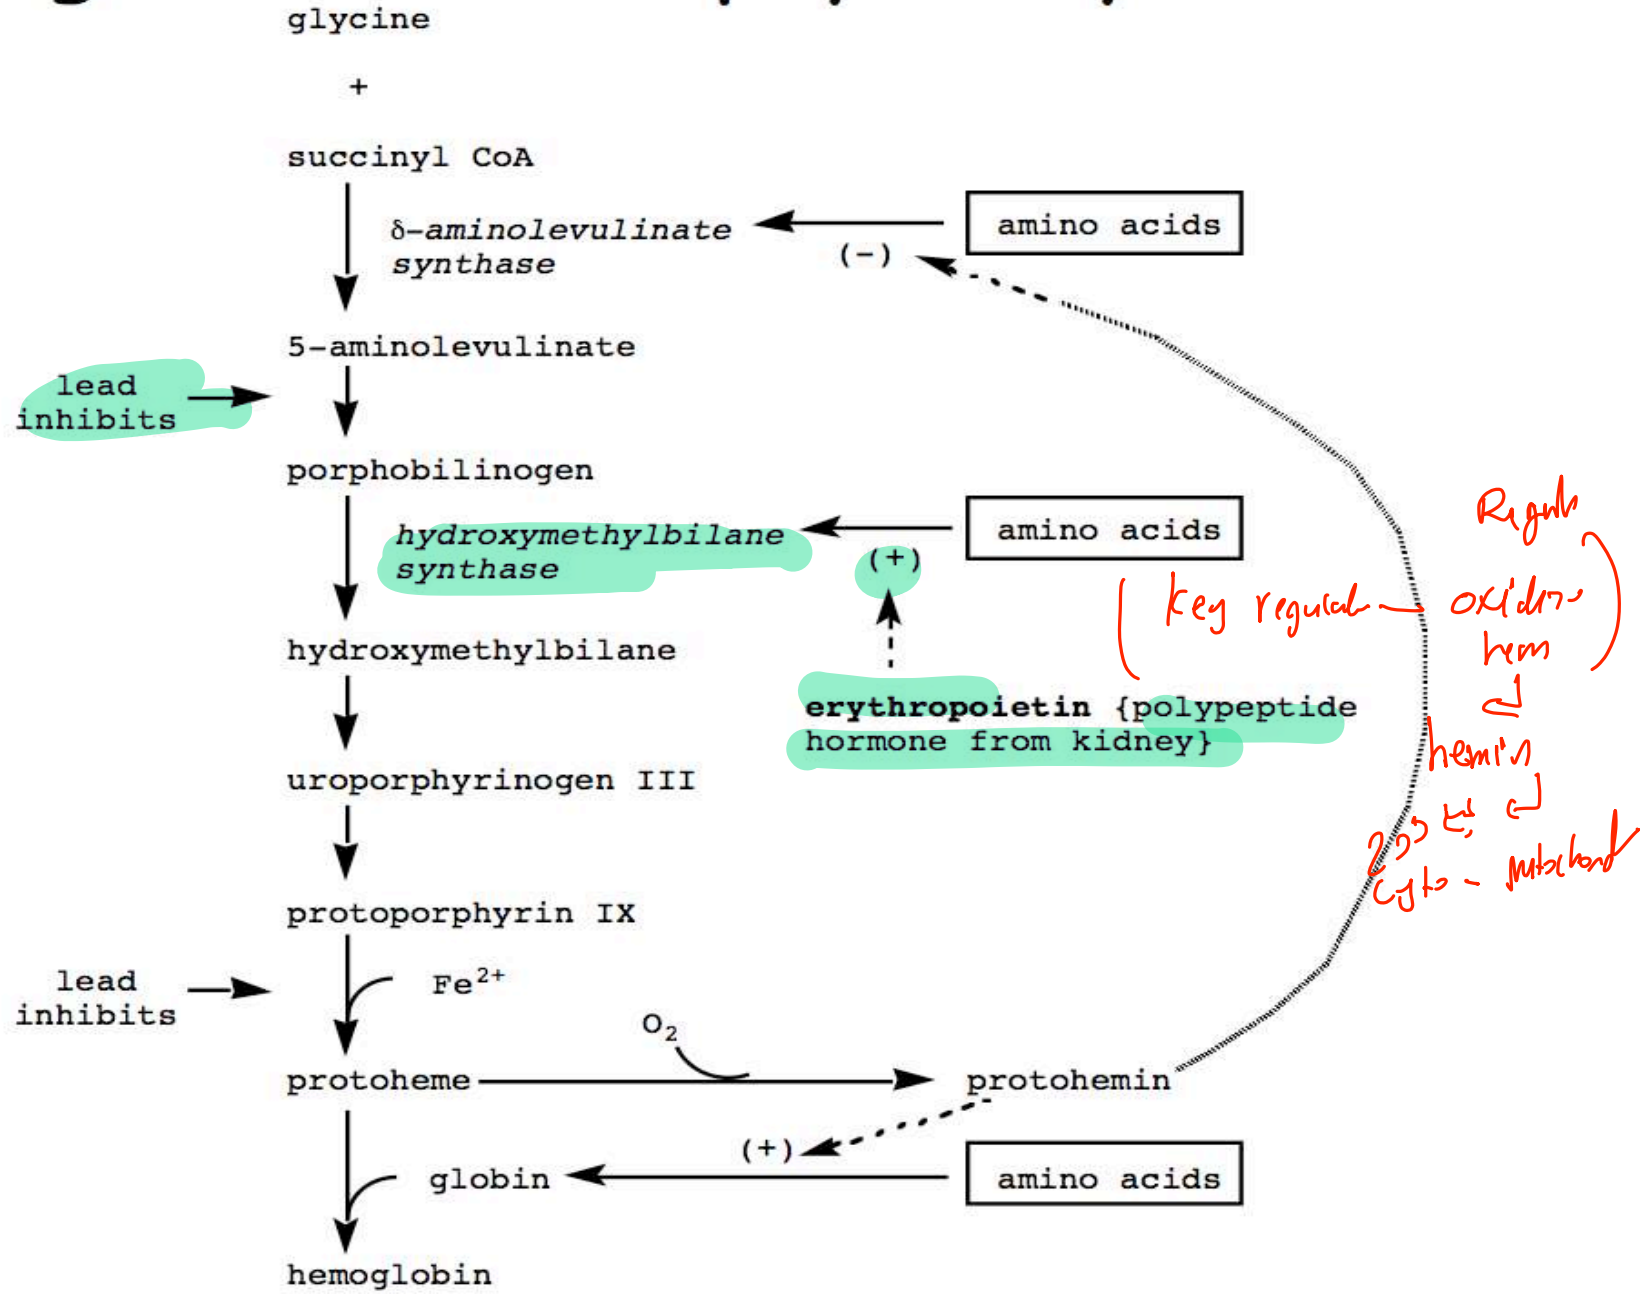 glycine
+
succinyl CoA
δ-aminolevulinate
synthase
(-)
amino acids
5-aminolevulinate
lead
inhibits
porphobilinogen
hydroxymethylbilane
synthase
(+)
amino acids
hydroxymethylbilane
erythropoietin {polypeptide
hormone from kidney}
key
hemin
cyto -
uroporphyrinogen III
protoporphyrin IX
lead
inhibits
Fe²⁺
O₂
protoheme
protohemin
(+)
globin
amino acids
hemoglobin